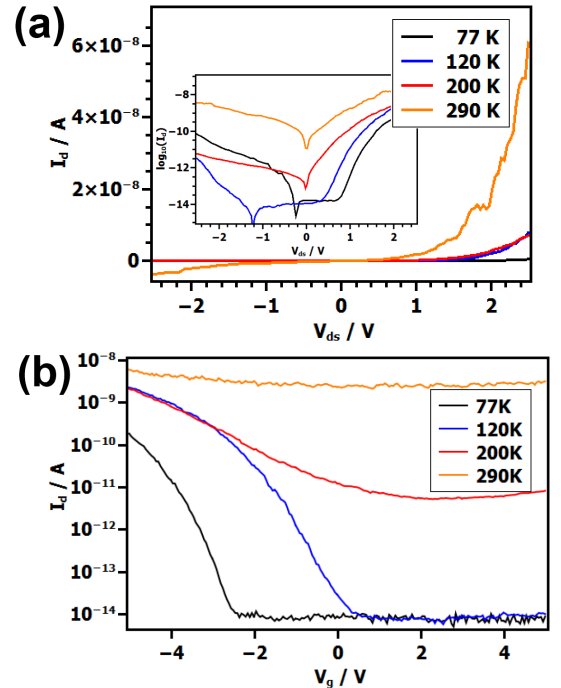 (a)
6×10⁻⁸
4×10⁻⁸
2×10⁻⁸
0
I_d / A
77 K
120 K
200 K
290 K
−8
−10
−12
−14
log₁₀(I_d)
−2 −1 0 1 2
V_ds / V
−2 −1 0 1 2
V_ds / V
(b)
10⁻⁸
10⁻⁹
10⁻¹⁰
10⁻¹¹
10⁻¹²
10⁻¹³
10⁻¹⁴
I_d / A
77K
120K
200K
290K
−4 −2 0 2 4
V_g / V